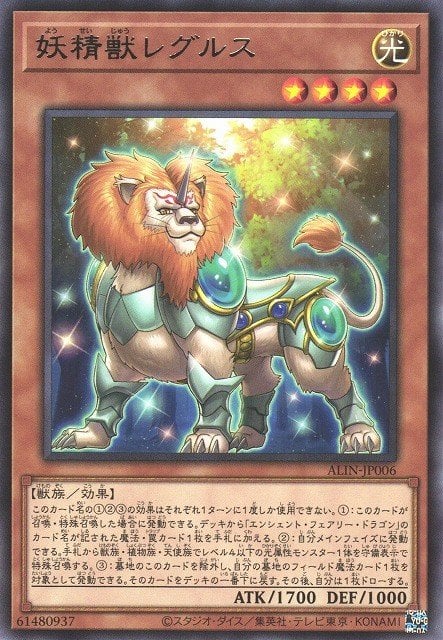 妖精獣レグルス
光
ALIN-JP006
【獣族／効果】
このカード名の①②③の効果はそれぞれ1ターンに1度しか使用できない。①：このカードが
召喚・特殊召喚した場合に発動できる。デッキから「エンシェント・フェアリー・ドラゴン」の
カード名が記された魔法・罠カード1枚を手札に加える。②：自分メインフェイズに発動
できる。手札から獣族・植物族・天使族でレベル4以下の光属性モンスター1体を守備表示で
特殊召喚する。③：墓地のこのカードを除外し、自分の墓地のフィールド魔法カード1枚を
対象として発動できる。そのカードをデッキの一番下に戻す。その後、自分は1枚ドローする。
ATK/1700 DEF/1000
61480937 ©スタジオ・ダイス／集英社・テレビ東京・KONAMI